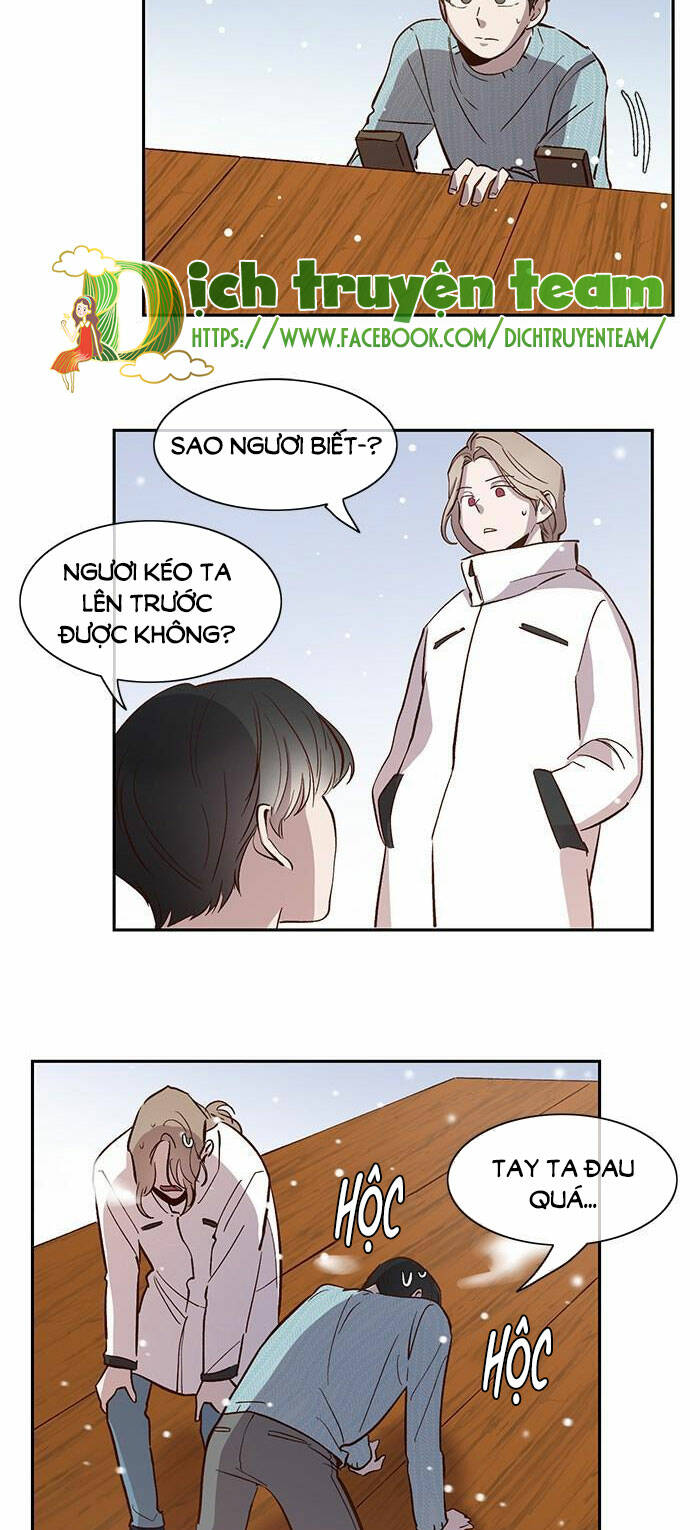 Dịch truyện team
HTTPS://WWW.FACEBOOK.COM/DICHTRUYENTEAM/
SAO NGƯƠI BIẾT-?
NGƯƠI KÉO TA
LÊN TRƯỚC
ĐƯỢC KHÔNG?
TAY TA ĐAU
QUÁ...
HỘC
HỘC